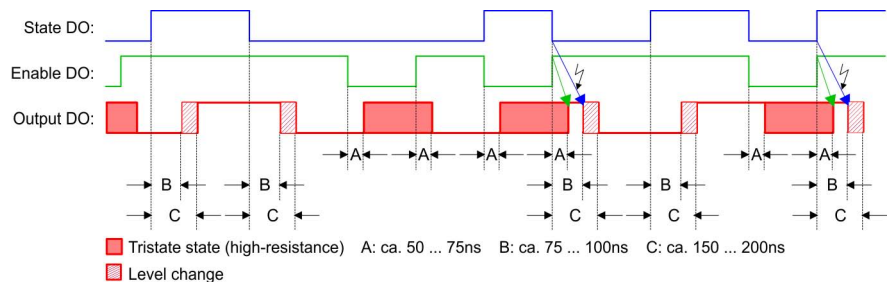 State DO:
Enable DO:
Output DO:
A A A A A A
B B B B B
C C C C C
Tristate state (high-resistance) A: ca. 50 ... 75ns B: ca. 75 ... 100ns C: ca. 150 ... 200ns
Level change